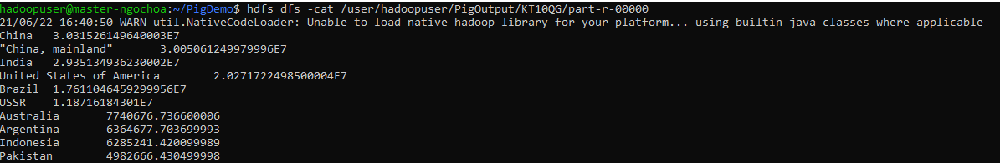 hadoopuser@master-ngochoa:~/PigDemo$ hdfs dfs -cat /user/hadoopuser/PigOutput/KT10QG/part-r-00000
21/06/22 16:40:50 WARN util.NativeCodeLoader: Unable to load native-hadoop library for your platform... using builtin-java classes where applicable
China	3.031526149640003E7
"China, mainland"	3.005061249979996E7
India	2.935134936230002E7
United States of America	2.0271722498500004E7
Brazil	1.7611046459299956E7
USSR	1.18716184301E7
Australia	7740676.736600006
Argentina	6364677.703699993
Indonesia	6285241.420099989
Pakistan	4982666.430499998